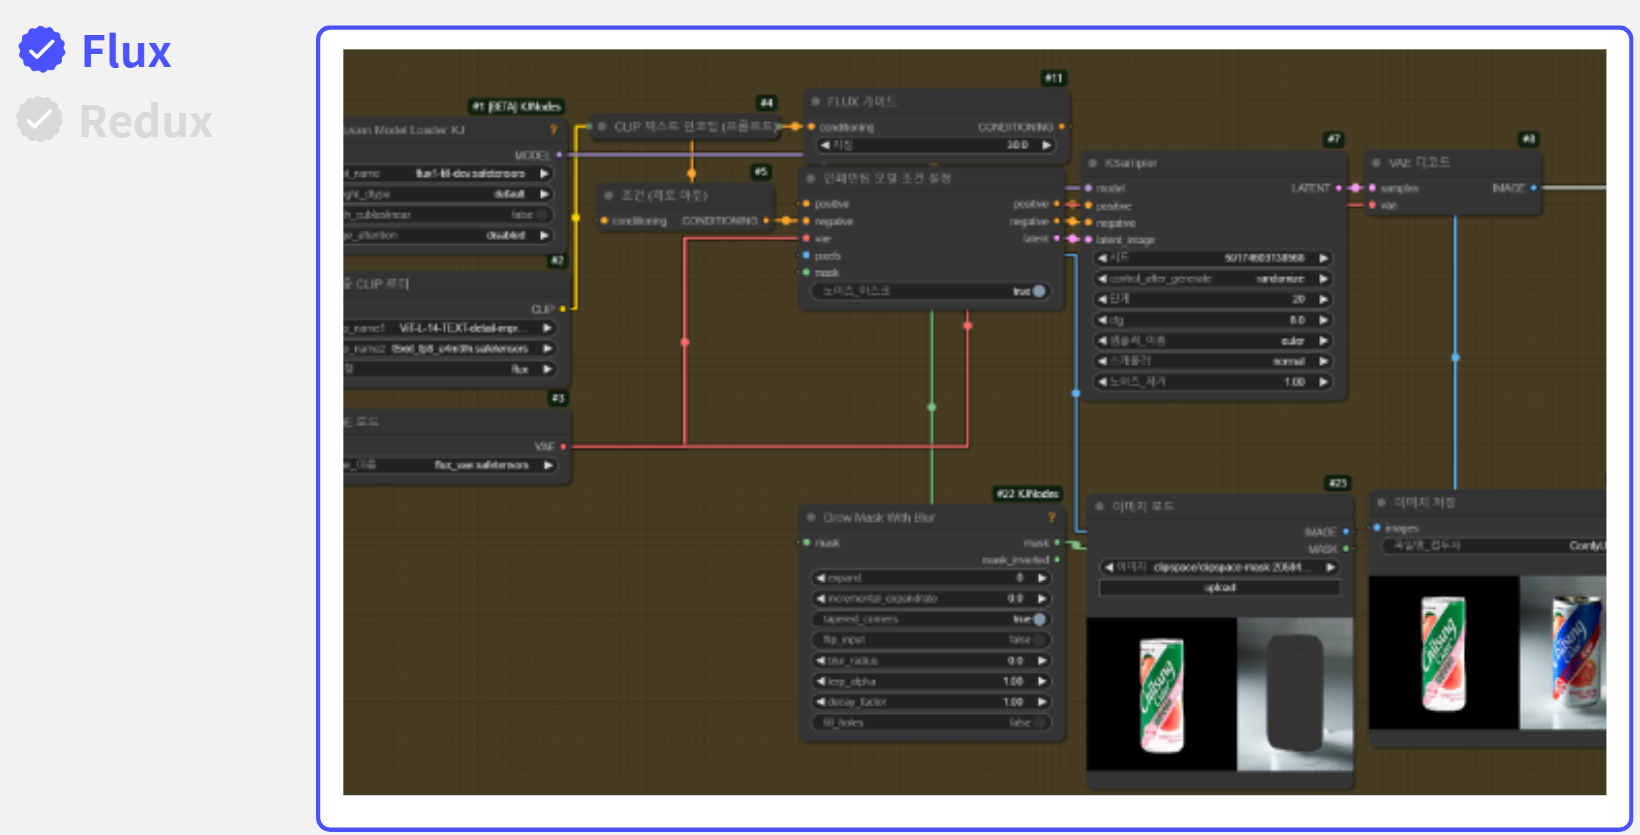 Flux
Redux
#1 [BETA] KJNodes
usion Model Loader KJ
?
MODEL
t_name flux1-fill-dev.safetensors
ght_dtype default
h_cublaslinear false
ge_attention disabled
#2
중 CLIP 로더
CLIP
p_name1 ViT-L-14-TEXT-detail-impr...
p_name2 t5xxl_fp8_e4m3fn.safetensors
flux
#3
E 로드
VAE
e_이름 flux_vae.safetensors
#4
CLIP 텍스트 인코딩 (프롬프트)
#5
조건 (제로 아웃)
conditioning CONDITIONING
#11
FLUX 가이드
conditioning CONDITIONING
지침 30.0
인페인팅 모델 조건 설정
positive positive
negative negative
vae latent
pixels
mask
노이즈_마스크 true
#7
KSampler
model LATENT
positive
negative
latent_image
시드
control_after_generate randomize
단계 20
cfg 8.0
샘플러_이름 euler
스케줄러 normal
노이즈_제거 1.00
#8
VAE 디코드
samples IMAGE
vae
#22 KJNodes
Grow Mask With Blur
?
mask mask
mask_inverted
expand 0
incremental_expandrate 0.0
tapered_corners true
flip_input false
blur_radius 0.0
lerp_alpha 1.00
decay_factor 1.00
fill_holes false
#23
이미지 로드
IMAGE
MASK
이미지 clipspace/clipspace-mask-20584...
upload
Chilsung
이미지 저장
images
파일명_접두사 ComfyU
Chilsung
Chilsung